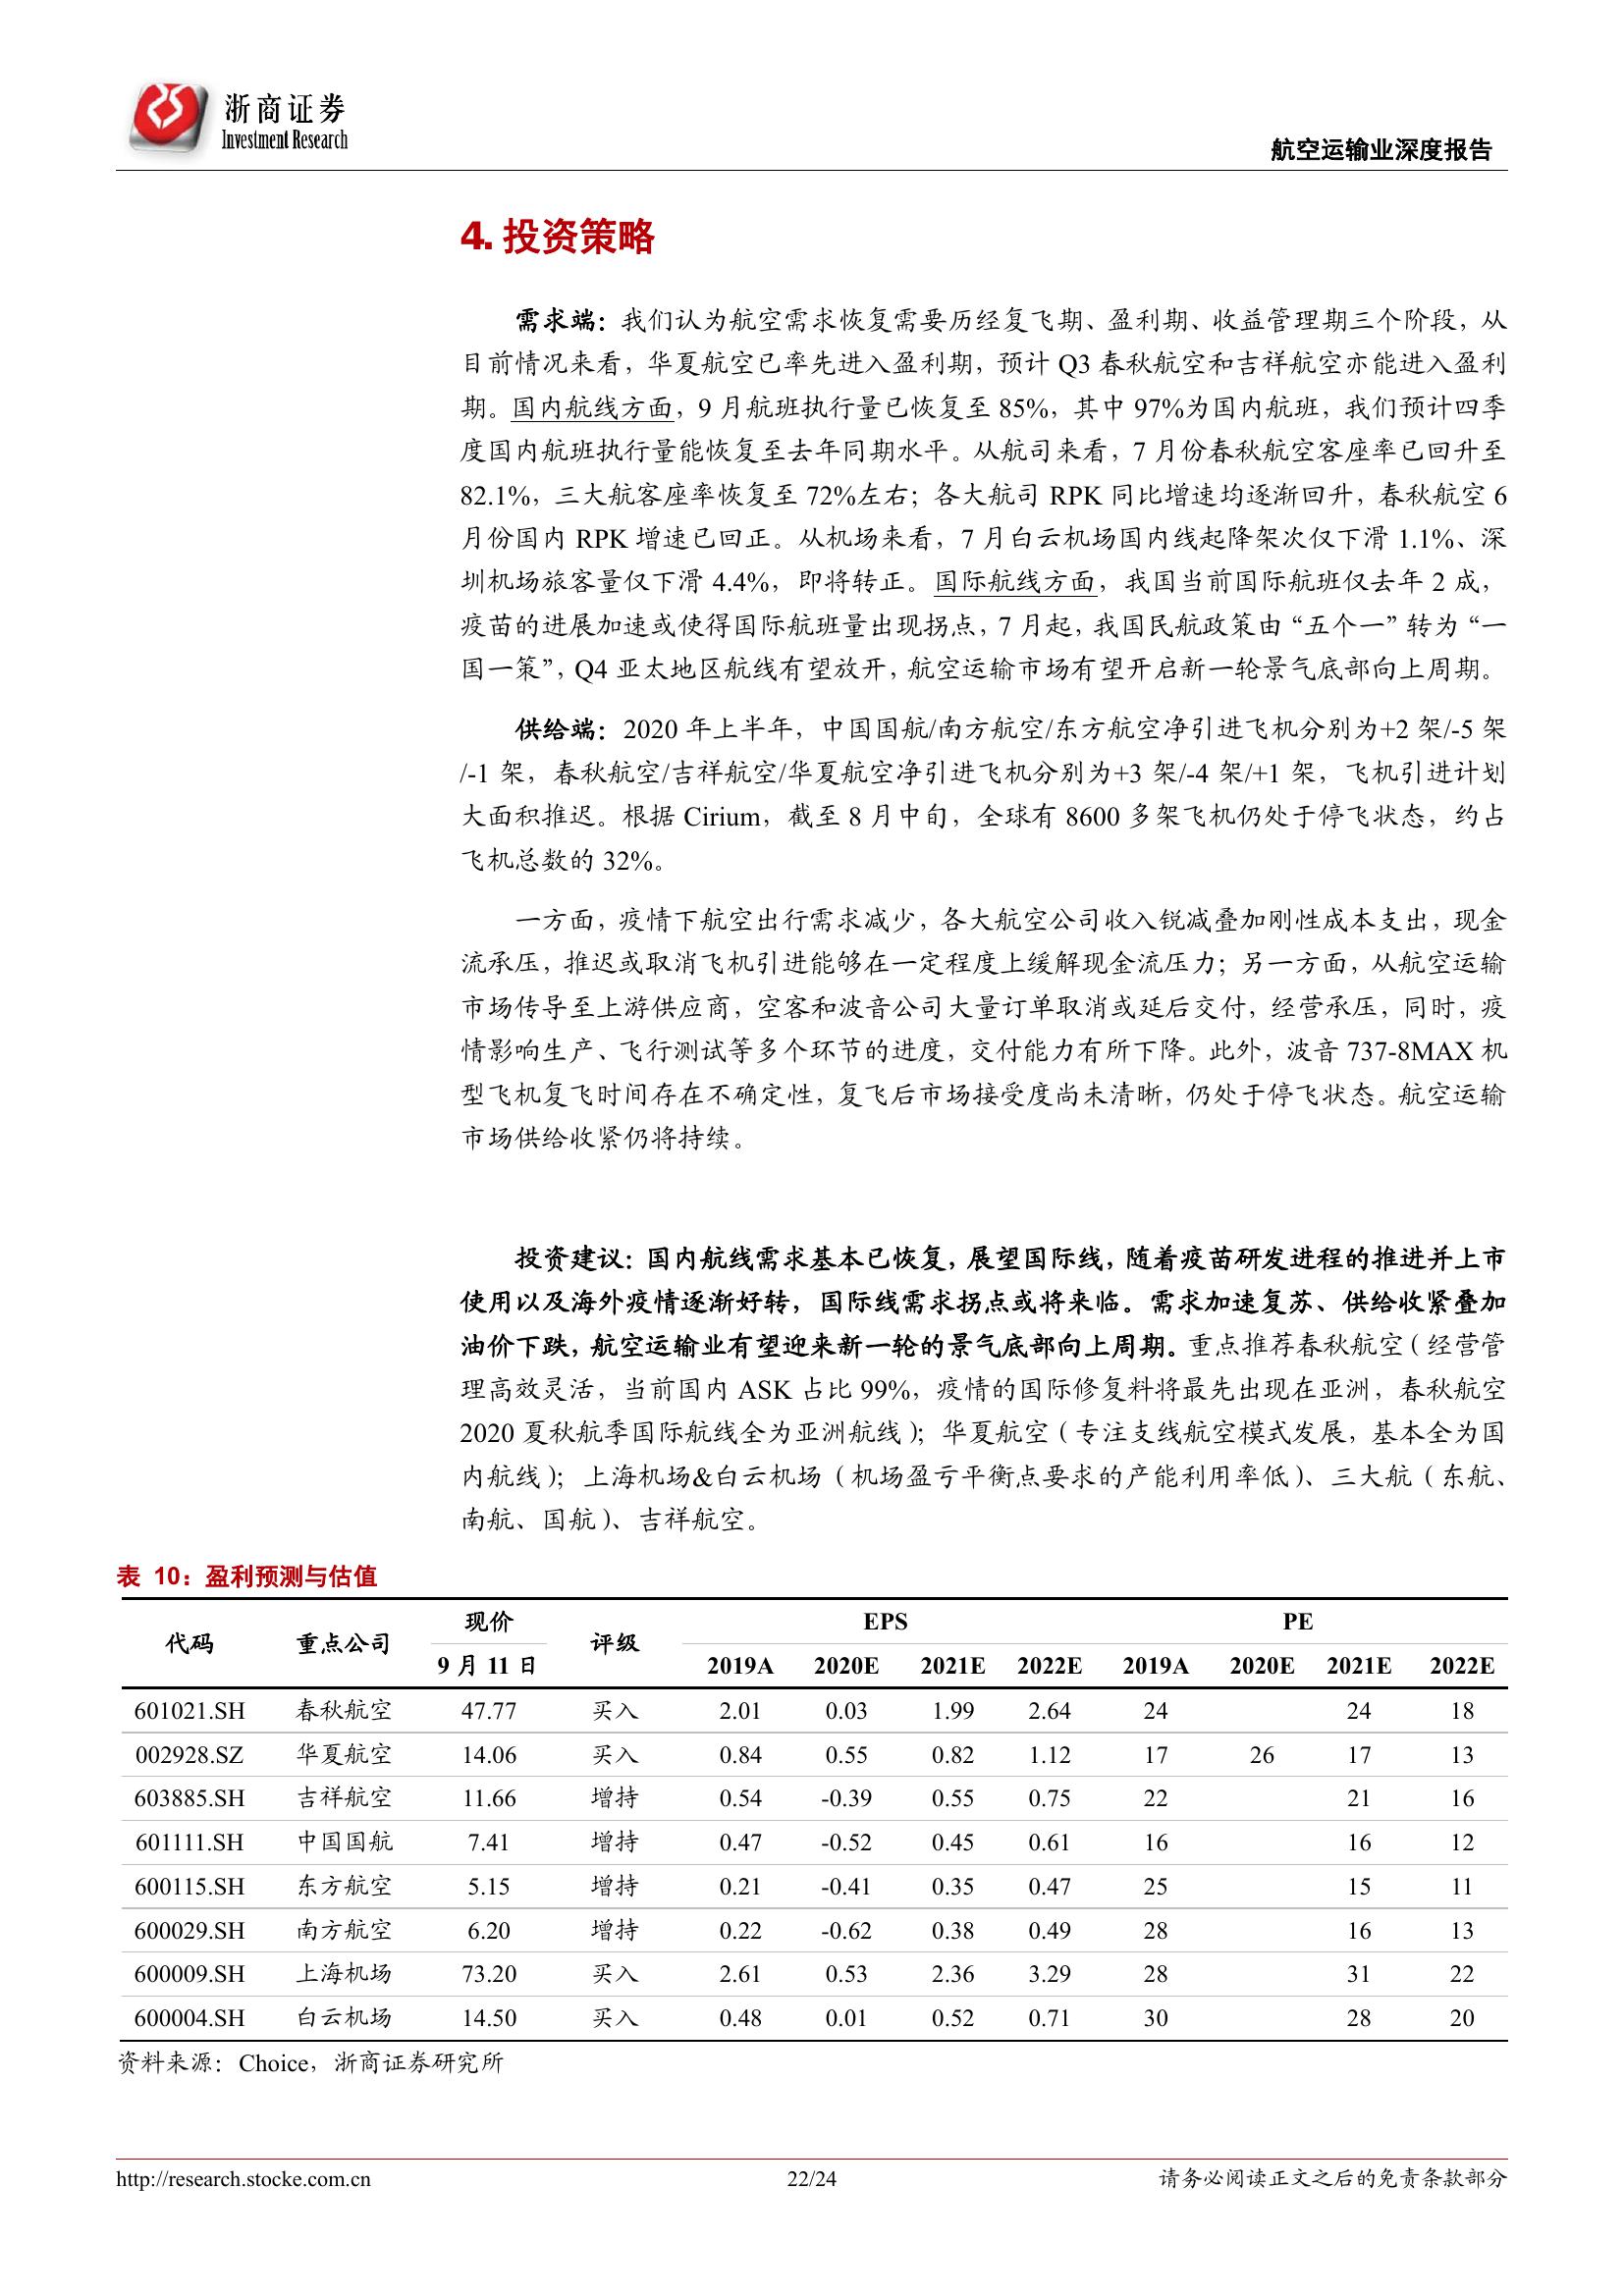 浙商证券
Investment Research
航空运输业深度报告
4. 投资策略
需求端：我们认为航空需求恢复需要历经复飞期、盈利期、收益管理期三个阶段，从
目前情况来看，华夏航空已率先进入盈利期，预计 Q3 春秋航空和吉祥航空亦能进入盈利
期。国内航线方面，9 月航班执行量已恢复至 85%，其中 97%为国内航班，我们预计四季
度国内航班执行量能恢复至去年同期水平。从航司来看，7 月份春秋航空客座率已回升至
82.1%，三大航客座率恢复至 72%左右；各大航司 RPK 同比增速均逐渐回升，春秋航空 6
月份国内 RPK 增速已回正。从机场来看，7 月白云机场国内线起降架次仅下滑 1.1%、深
圳机场旅客量仅下滑 4.4%，即将转正。国际航线方面，我国当前国际航班仅去年 2 成，
疫苗的进展加速或使得国际航班量出现拐点，7 月起，我国民航政策由“五个一”转为“一
国一策”，Q4 亚太地区航线有望放开，航空运输市场有望开启新一轮景气底部向上周期。
供给端：2020 年上半年，中国国航/南方航空/东方航空净引进飞机分别为+2 架/-5 架
/-1 架，春秋航空/吉祥航空/华夏航空净引进飞机分别为+3 架/-4 架/+1 架，飞机引进计划
大面积推迟。根据 Cirium，截至 8 月中旬，全球有 8600 多架飞机仍处于停飞状态，约占
飞机总数的 32%。
一方面，疫情下航空出行需求减少，各大航空公司收入锐减叠加刚性成本支出，现金
流承压，推迟或取消飞机引进能够在一定程度上缓解现金流压力；另一方面，从航空运输
市场传导至上游供应商，空客和波音公司大量订单取消或延后交付，经营承压，同时，疫
情影响生产、飞行测试等多个环节的进度，交付能力有所下降。此外，波音 737-8MAX 机
型飞机复飞时间存在不确定性，复飞后市场接受度尚未清晰，仍处于停飞状态。航空运输
市场供给收紧仍将持续。
投资建议：国内航线需求基本已恢复，展望国际线，随着疫苗研发进程的推进并上市
使用以及海外疫情逐渐好转，国际线需求拐点或将来临。需求加速复苏、供给收紧叠加
油价下跌，航空运输业有望迎来新一轮的景气底部向上周期。重点推荐春秋航空（经营管
理高效灵活，当前国内 ASK 占比 99%，疫情的国际修复料将最先出现在亚洲，春秋航空
2020 夏秋航季国际航线全为亚洲航线）；华夏航空（专注支线航空模式发展，基本全为国
内航线）；上海机场&白云机场（机场盈亏平衡点要求的产能利用率低）、三大航（东航、
南航、国航）、吉祥航空。
表 10：盈利预测与估值
代码 重点公司 现价 评级 EPS PE
9 月 11 日 2019A 2020E 2021E 2022E 2019A 2020E 2021E 2022E
601021.SH 春秋航空 47.77 买入 2.01 0.03 1.99 2.64 24 24 18
002928.SZ 华夏航空 14.06 买入 0.84 0.55 0.82 1.12 17 26 17 13
603885.SH 吉祥航空 11.66 增持 0.54 -0.39 0.55 0.75 22 21 16
601111.SH 中国国航 7.41 增持 0.47 -0.52 0.45 0.61 16 16 12
600115.SH 东方航空 5.15 增持 0.21 -0.41 0.35 0.47 25 15 11
600029.SH 南方航空 6.20 增持 0.22 -0.62 0.38 0.49 28 16 13
600009.SH 上海机场 73.20 买入 2.61 0.53 2.36 3.29 28 31 22
600004.SH 白云机场 14.50 买入 0.48 0.01 0.52 0.71 30 28 20
资料来源：Choice，浙商证券研究所
http://research.stocke.com.cn 22/24 请务必阅读正文之后的免责条款部分